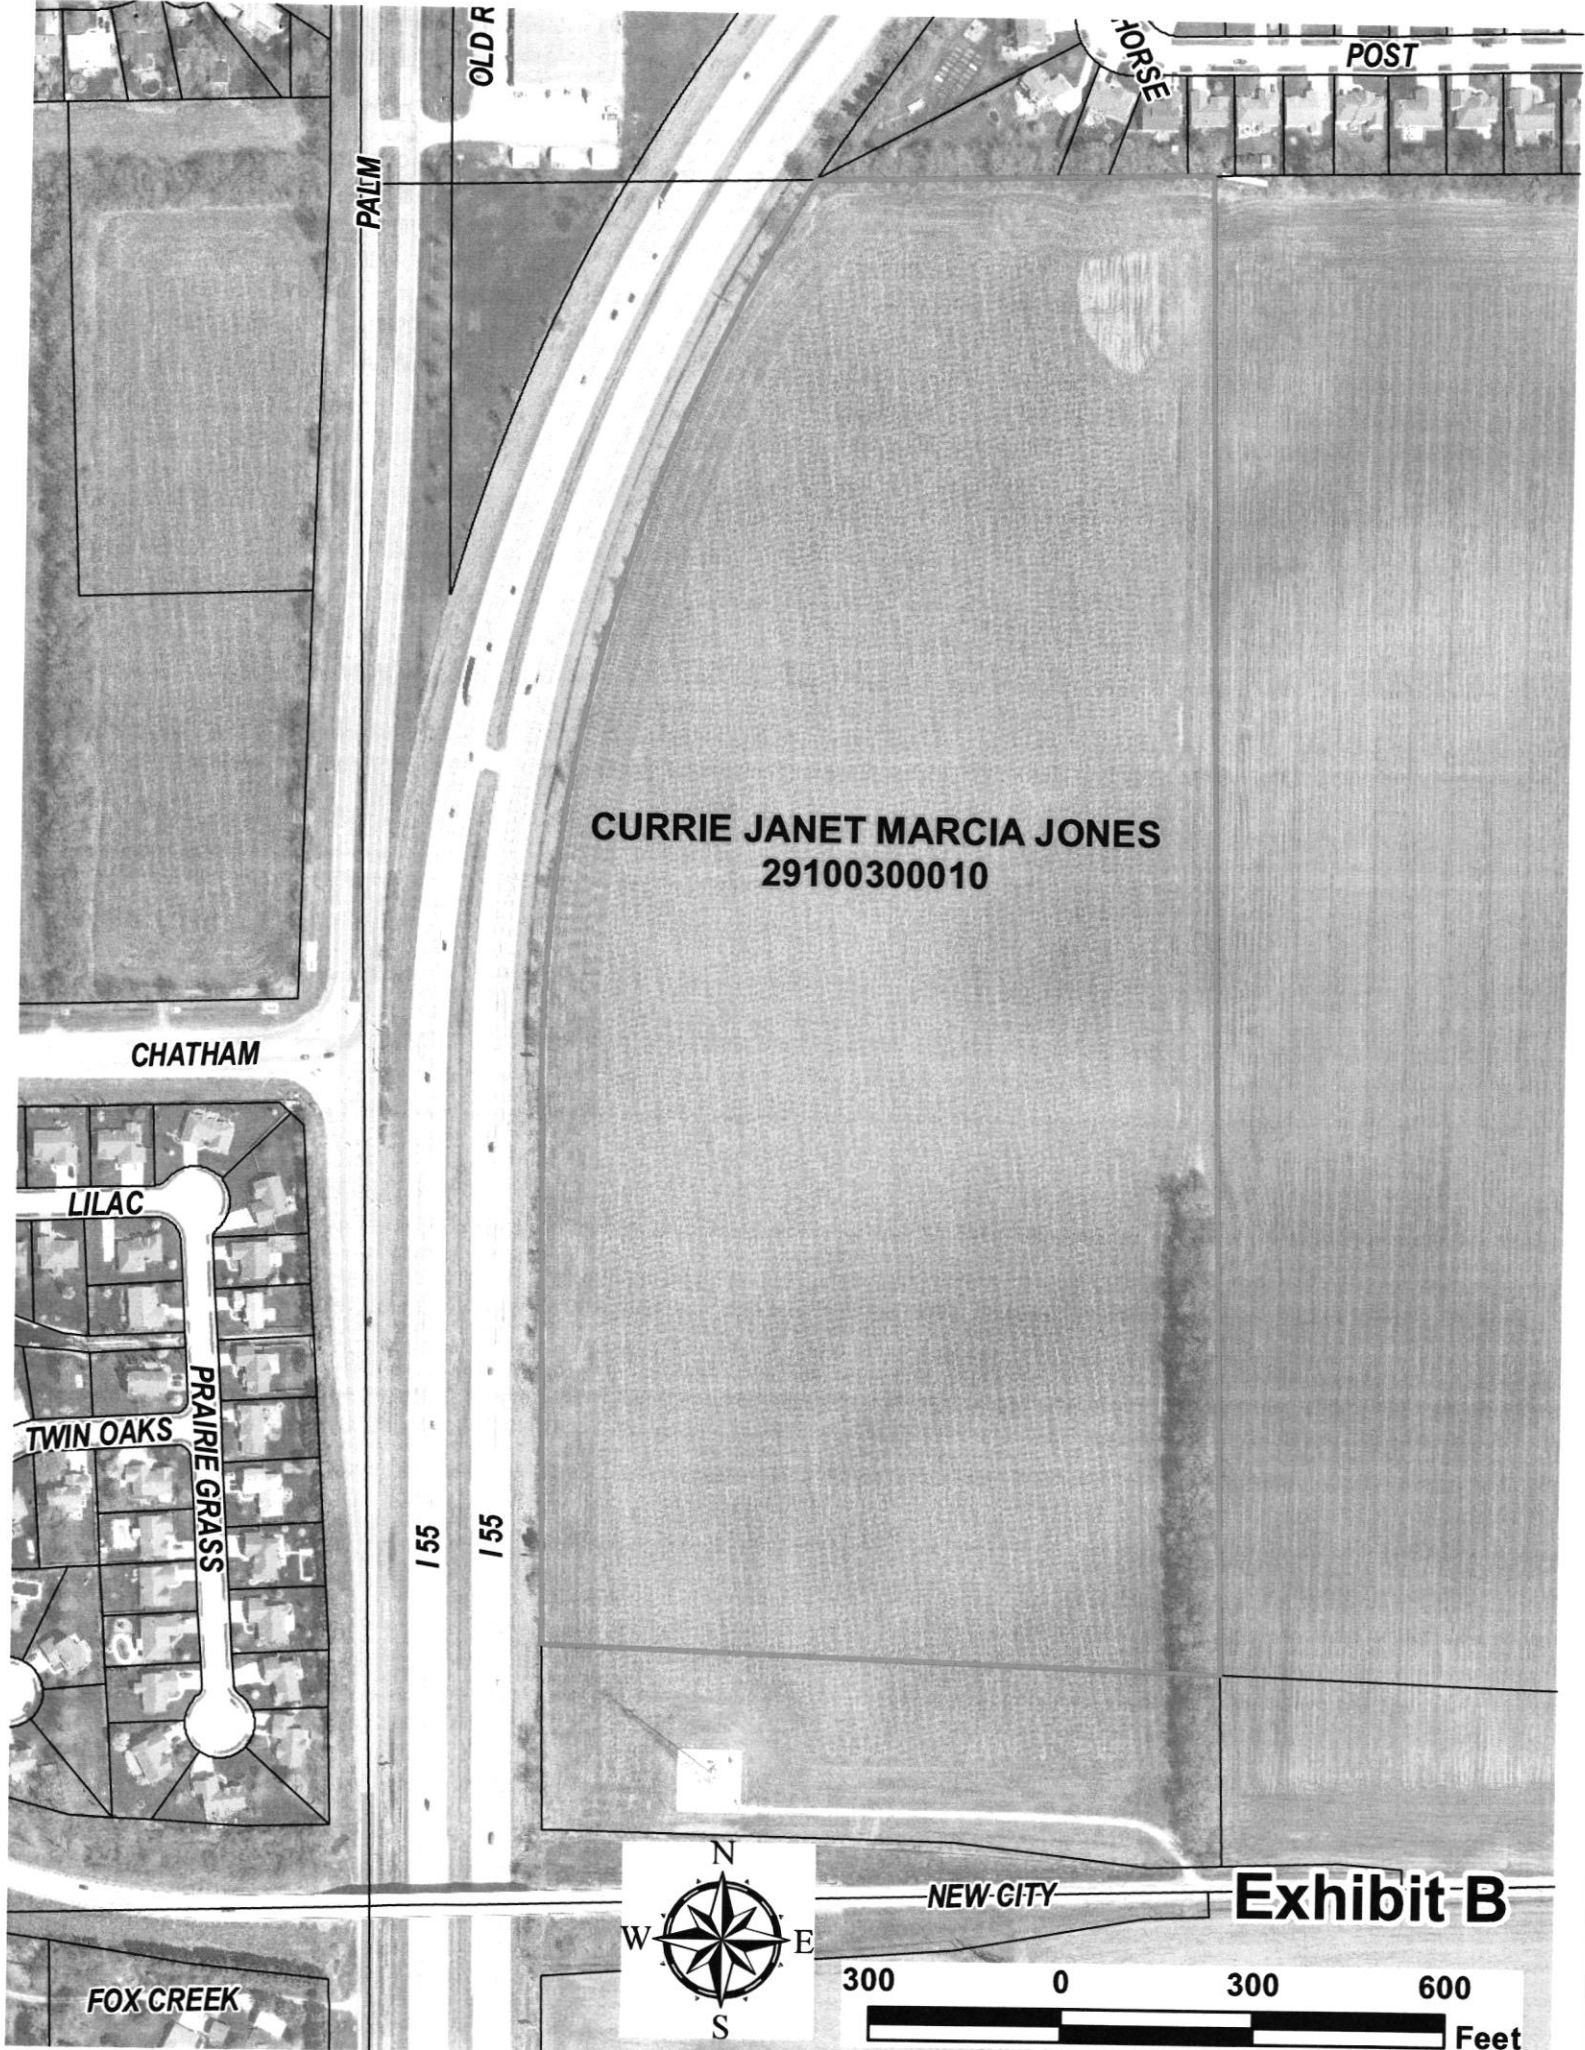 OLD R
HORSE
POST
PALM
CURRIE JANET MARCIA JONES
29100300010
CHATHAM
LILAC
PRAIRIE GRASS
TWIN OAKS
I 55
I 55
N
W
E
S
NEW CITY
Exhibit B
FOX CREEK
300 0 300 600
Feet